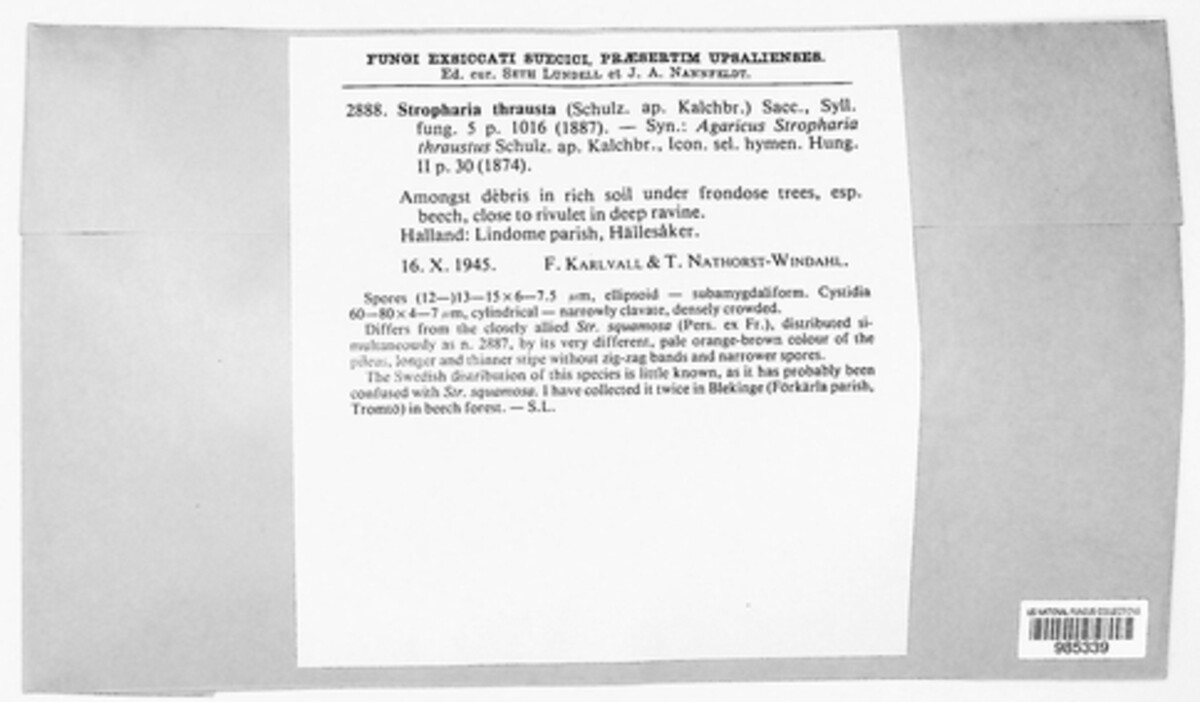 FUNGI EXSICCATI SUECICI, PRÆSERTIM UPSALIENSES.
Ed. cur. SETH LUNDELL et J. A. NANNFELDT.
2888. Stropharia thrausta (Schulz. ap. Kalchbr.) Sacc., Syll.
fung. 5 p. 1016 (1887). — Syn.: Agaricus Stropharia
thraustus Schulz. ap. Kalchbr., Icon. sel. hymen. Hung.
II p. 30 (1874).
Amongst dèbris in rich soil under frondose trees, esp.
beech, close to rivulet in deep ravine.
Halland: Lindome parish, Hällesåker.
16. X. 1945. F. KARLVALL & T. NATHORST-WINDAHL.
Spores (12—)13—15×6—7.5 µm, ellipsoid — subamygdaliform. Cystidia
60—80×4—7 µm, cylindrical — narrowly clavate, densely crowded.
Differs from the closely allied Str. squamosa (Pers. ex Fr.), distributed si-
multaneously as n. 2887, by its very different, pale orange-brown colour of the
pileus, longer and thinner stipe without zig-zag bands and narrower spores.
The Swedish distribution of this species is little known, as it has probably been
confused with Str. squamosa. I have collected it twice in Blekinge (Förkärla parish,
Tromtö) in beech forest. — S.L.
US NATIONAL FUNGUS COLLECTIONS
985339